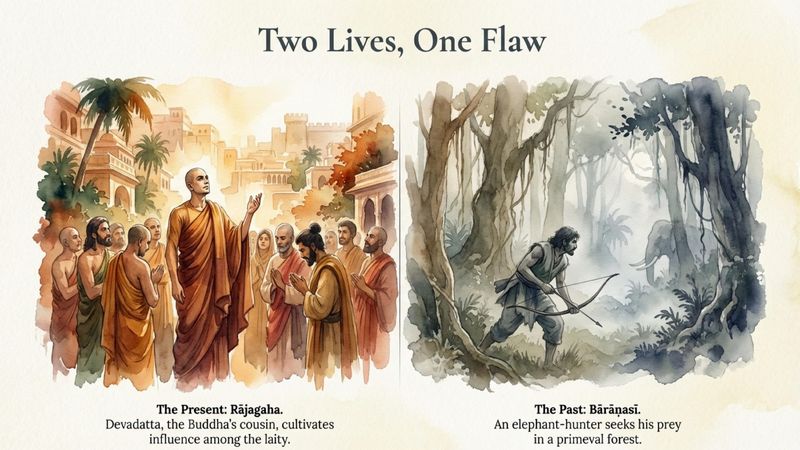 Two Lives, One Flaw
The Present: Rājagaha.
Devadatta, the Buddha's cousin, cultivates
influence among the laity.
The Past: Bārāṇasī.
An elephant-hunter seeks his prey
in a primeval forest.